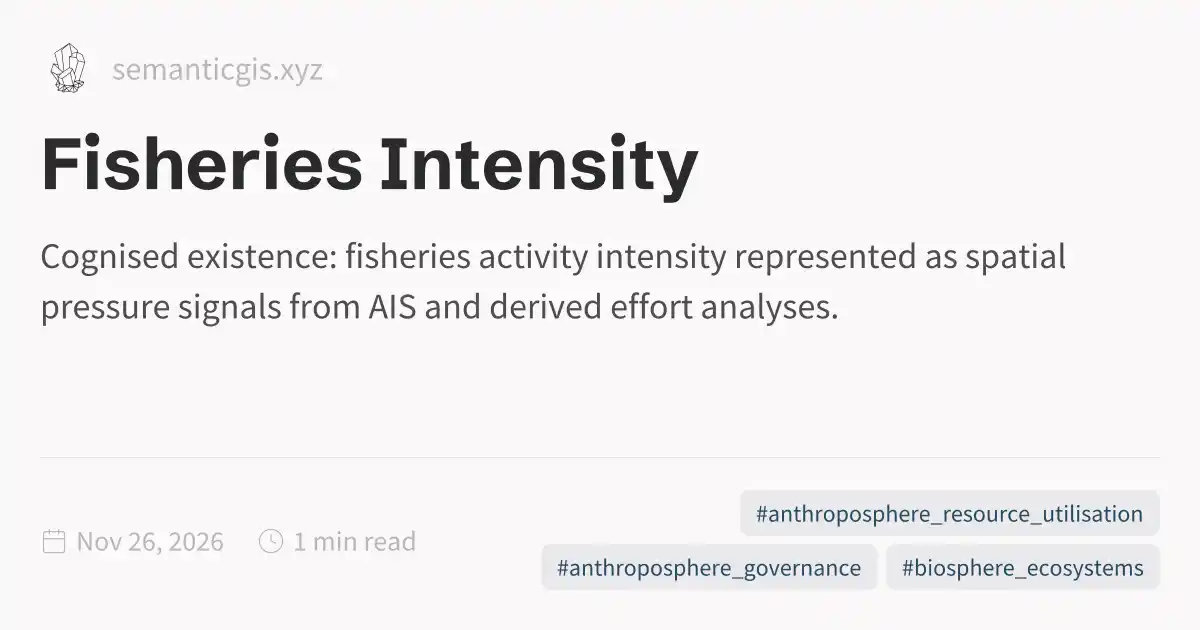 semanticgis.xyz
Fisheries Intensity
Cognised existence: fisheries activity intensity represented as spatial
pressure signals from AIS and derived effort analyses.
Nov 26, 2026
1 min read
#anthroposphere_resource_utilisation
#anthroposphere_governance
#biosphere_ecosystems